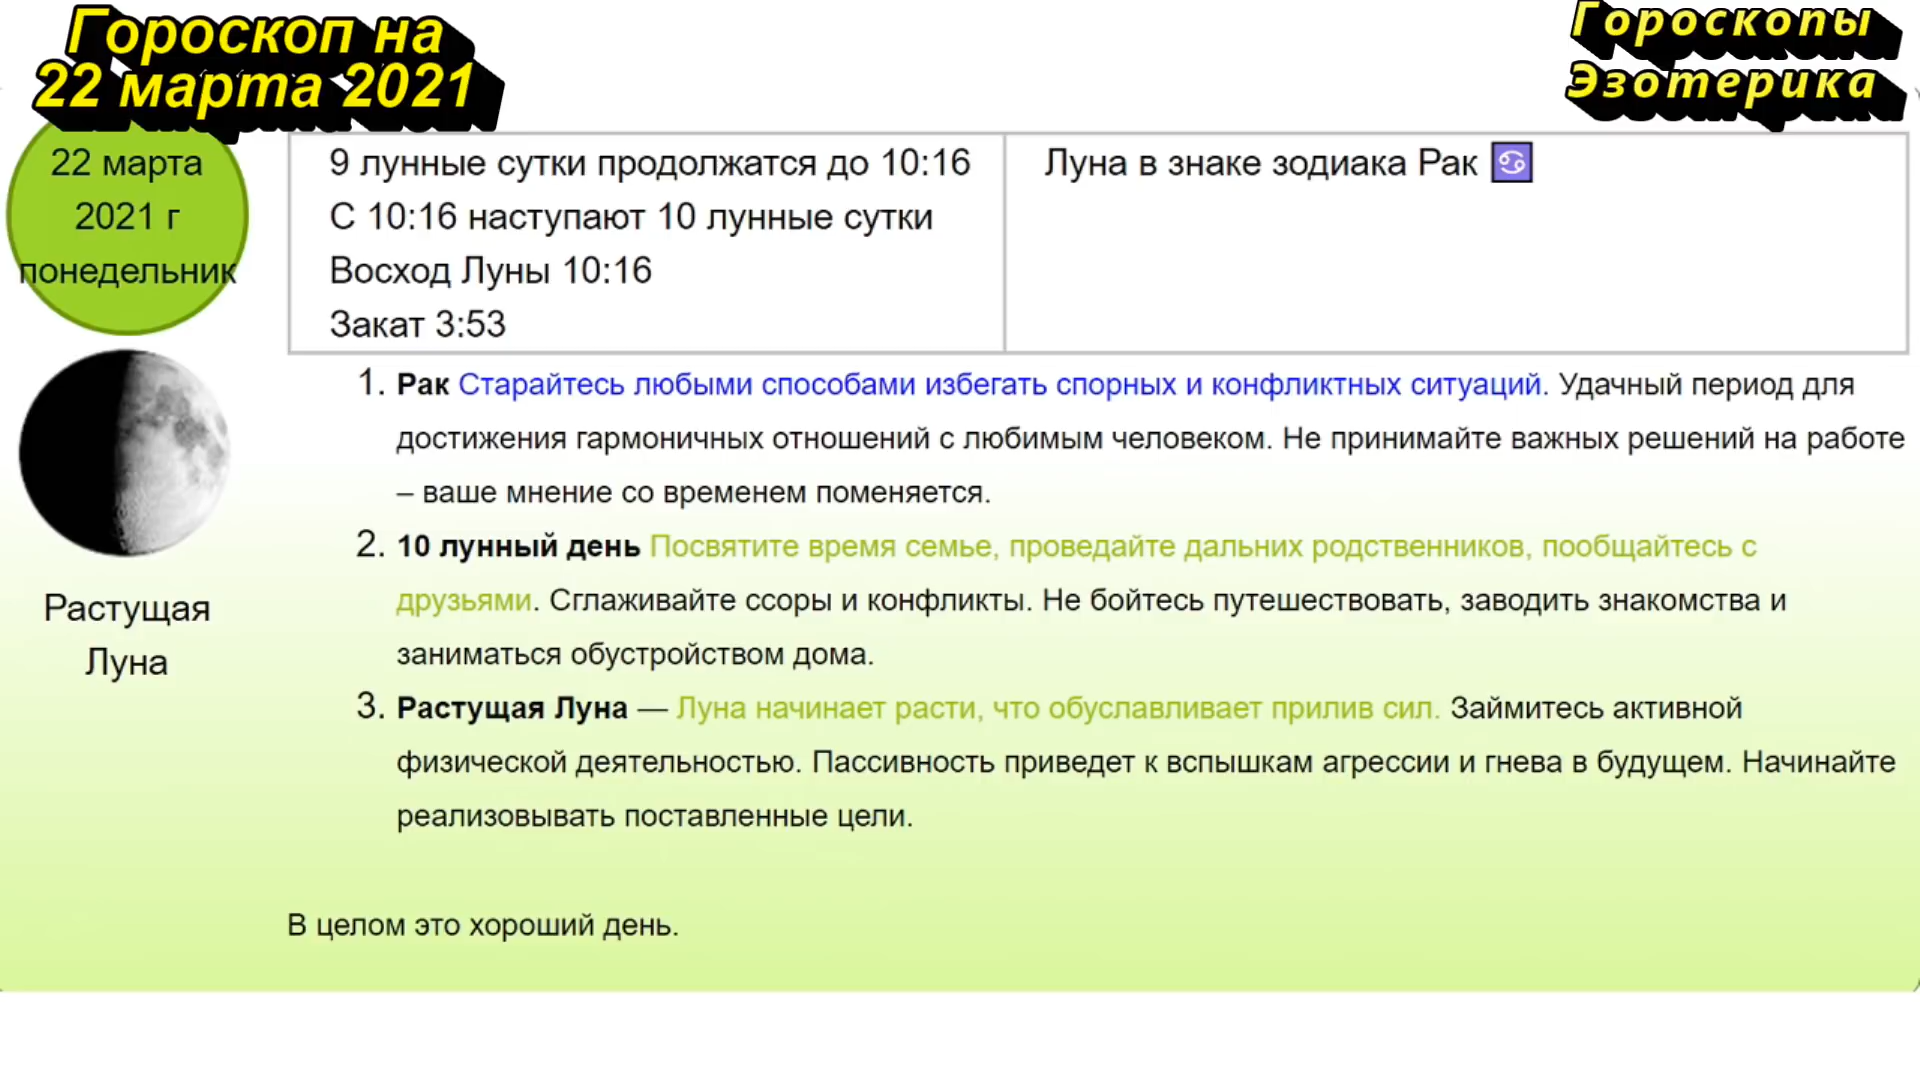 Гороскоп на
22 марта 2021
Гороскопы
Эзотерика
22 марта
2021 г
понедельник
9 лунные сутки продолжатся до 10:16
С 10:16 наступают 10 лунные сутки
Восход Луны 10:16
Закат 3:53
Луна в знаке зодиака Рак ♋
Растущая
Луна
1. Рак Старайтесь любыми способами избегать спорных и конфликтных ситуаций. Удачный период для
достижения гармоничных отношений с любимым человеком. Не принимайте важных решений на работе
– ваше мнение со временем поменяется.
2. 10 лунный день Посвятите время семье, проведайте дальних родственников, пообщайтесь с
друзьями. Сглаживайте ссоры и конфликты. Не бойтесь путешествовать, заводить знакомства и
заниматься обустройством дома.
3. Растущая Луна — Луна начинает расти, что обуславливает прилив сил. Займитесь активной
физической деятельностью. Пассивность приведет к вспышкам агрессии и гнева в будущем. Начинайте
реализовывать поставленные цели.
В целом это хороший день.